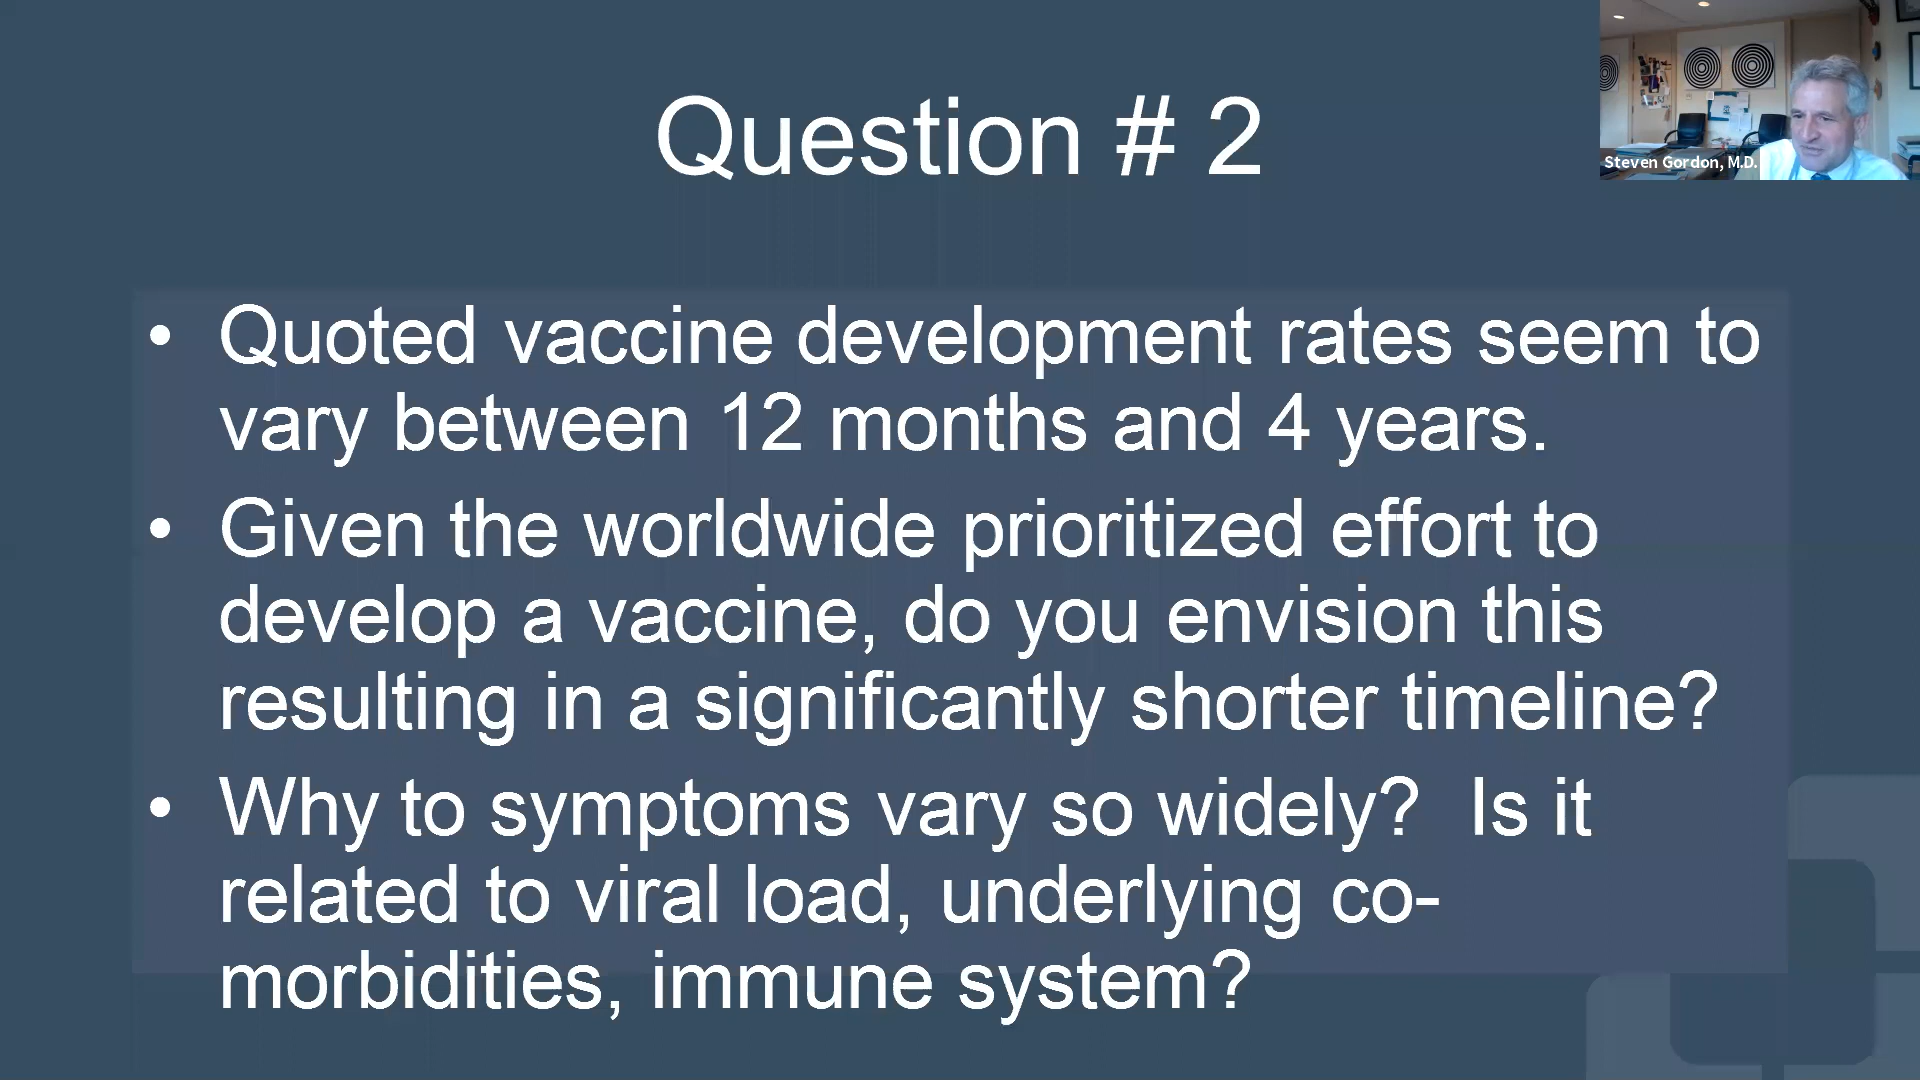 Question # 2
Steven Gordon, M.D.
• Quoted vaccine development rates seem to
vary between 12 months and 4 years.
• Given the worldwide prioritized effort to
develop a vaccine, do you envision this
resulting in a significantly shorter timeline?
• Why to symptoms vary so widely?  Is it
related to viral load, underlying co-
morbidities, immune system?